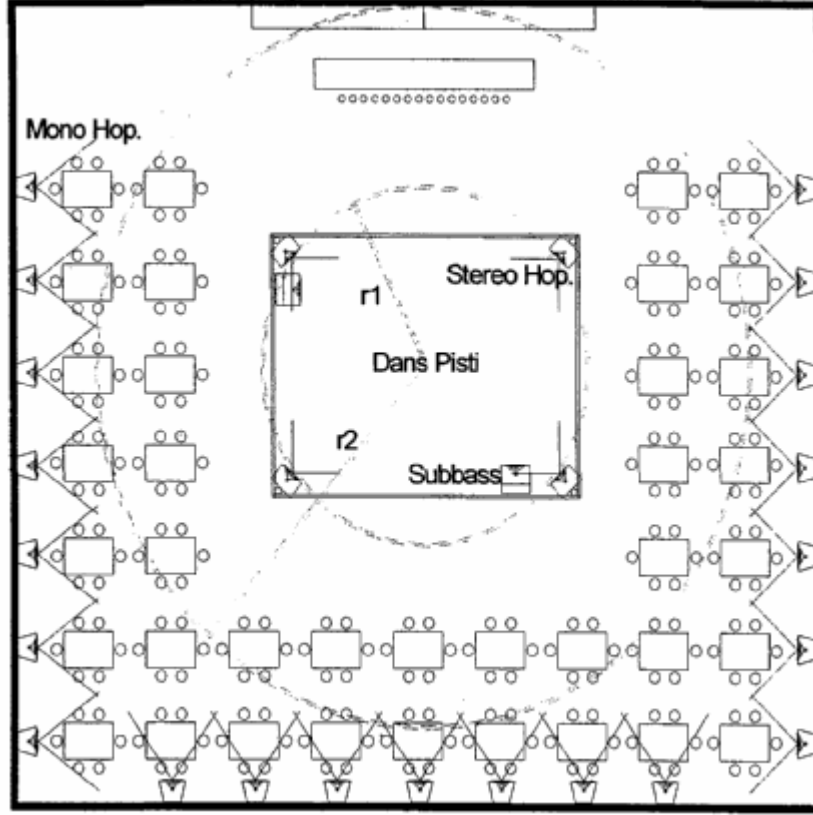 Mono Hop.
Stereo Hop.
r1
Dans Pisti
r2
Subbass